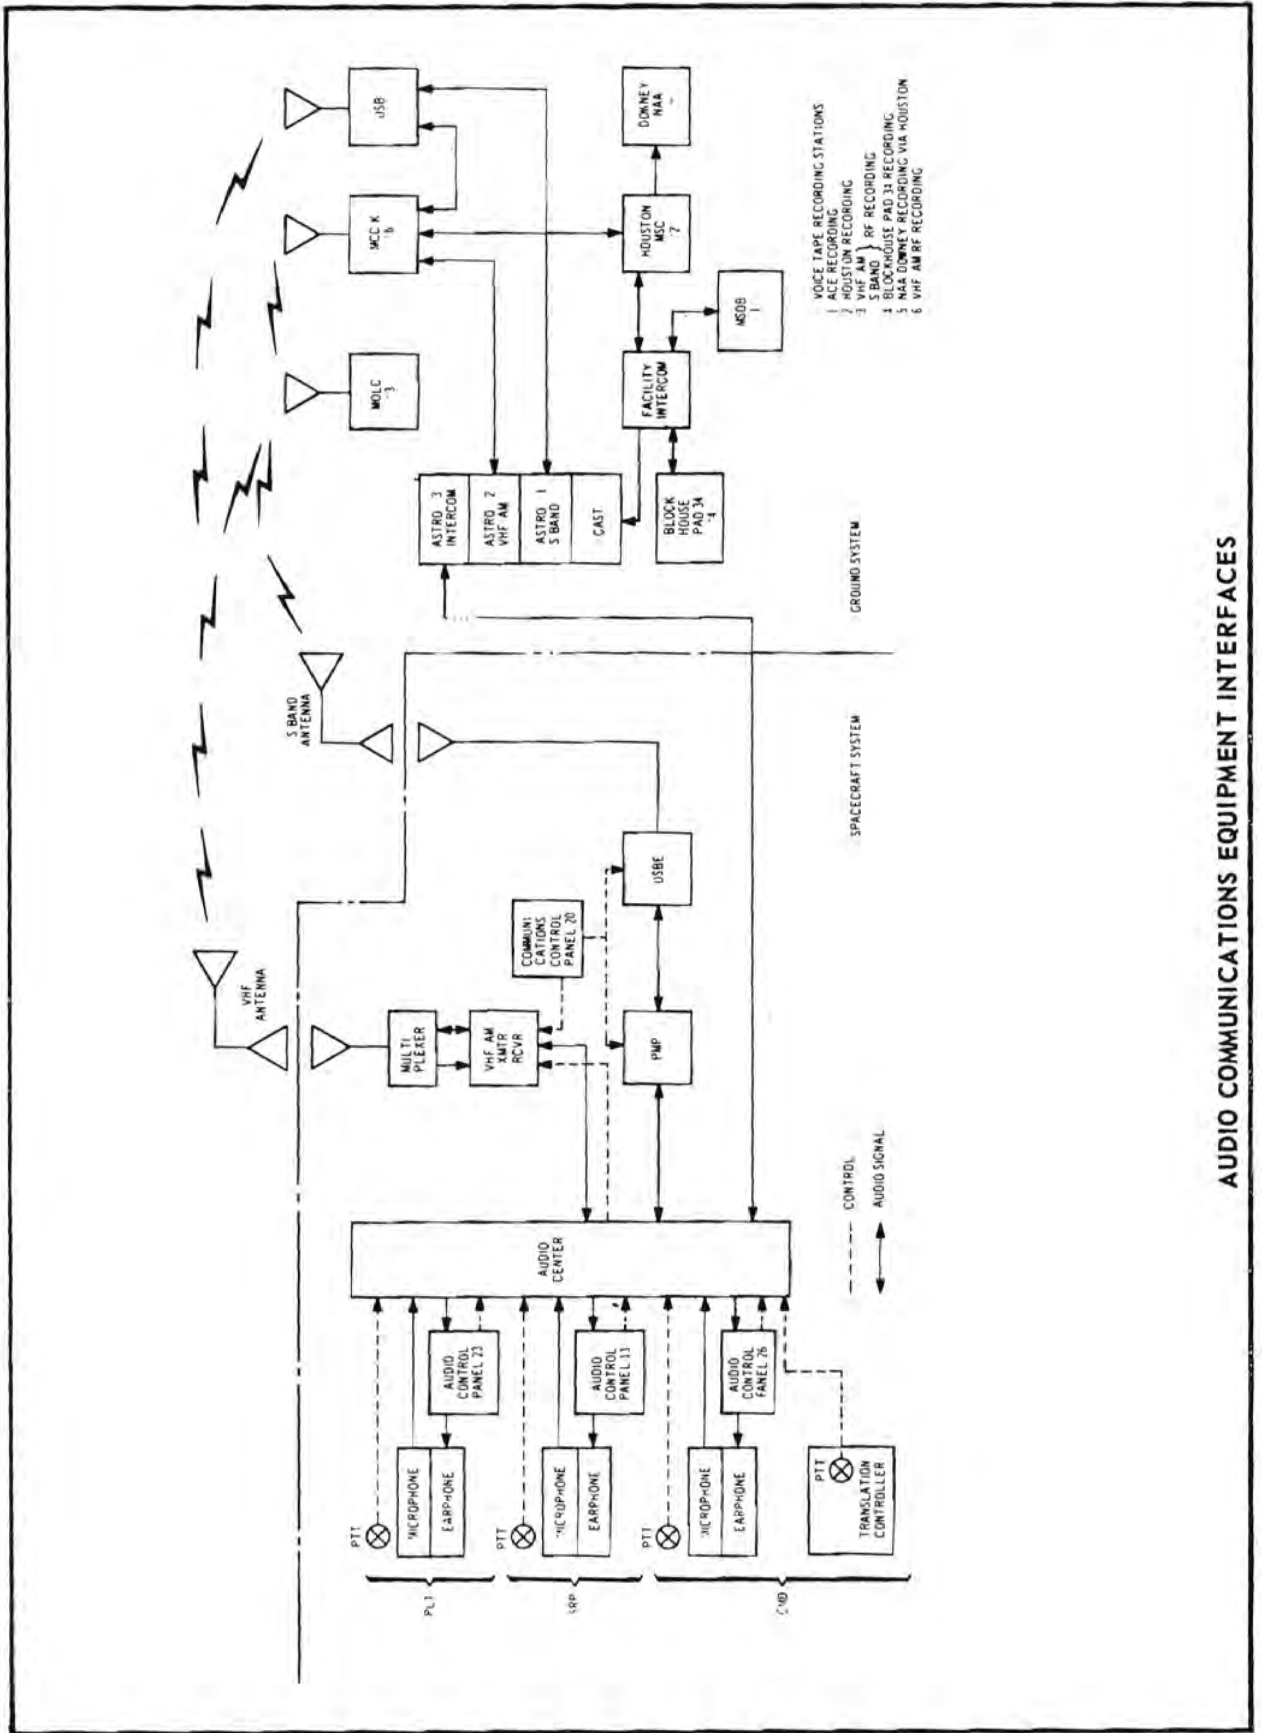 VHF
ANTENNA
S BAND
ANTENNA
PLT
PTT
MICROPHONE
EARPHONE
AUDIO
CONTROL
PANEL 23
SRP
PTT
MICROPHONE
EARPHONE
AUDIO
CONTROL
PANEL 13
CMD
PTT
MICROPHONE
EARPHONE
AUDIO
CONTROL
PANEL 26
PTT
TRANSLATION
CONTROLLER
AUDIO
CENTER
MULTI
PLEXER
VHF AM
XMTR
RCVR
COMMUNI
CATIONS
CONTROL
PANEL 20
PMP
USBE
CONTROL
AUDIO SIGNAL
SPACECRAFT SYSTEM
GROUND SYSTEM
ASTRO 3
INTERCOM
ASTRO 2
VHF AM
ASTRO 1
S BAND
CAST
MOLC
3
MCC K
6
USB
BLOCK
HOUSE
PAD 34
4
FACILITY
INTERCOM
MSOB
1
HOUSTON
MSC
2
DOWNEY
NAA
VOICE TAPE RECORDING STATIONS
1 ACE RECORDING
2 HOUSTON RECORDING
3 VHF AM } RF RECORDING
S BAND
4 BLOCKHOUSE PAD 34 RECORDING
5 NAA DOWNEY RECORDING VIA HOUSTON
6 VHF AM RF RECORDING
AUDIO COMMUNICATIONS EQUIPMENT INTERFACES